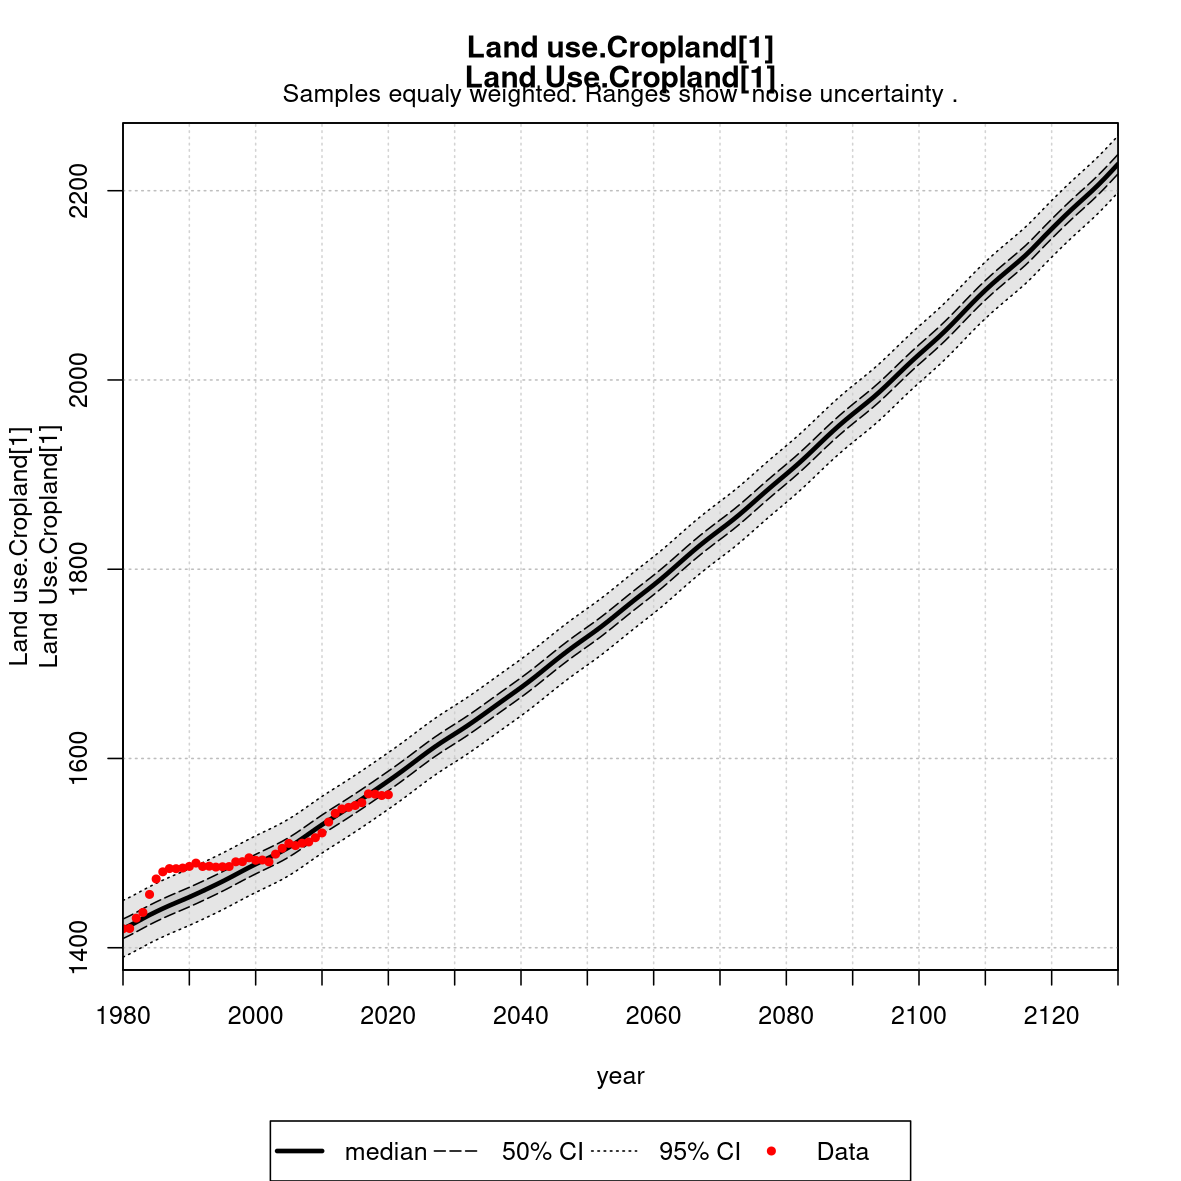 Land use.Cropland[1]
Land Use.Cropland[1]
Samples equaly weighted. Ranges show  noise uncertainty .
Land use.Cropland[1]
Land Use.Cropland[1]
2200
2000
1800
1600
1400
1980 2000 2020 2040 2060 2080 2100 2120
year
median 50% CI 95% CI Data